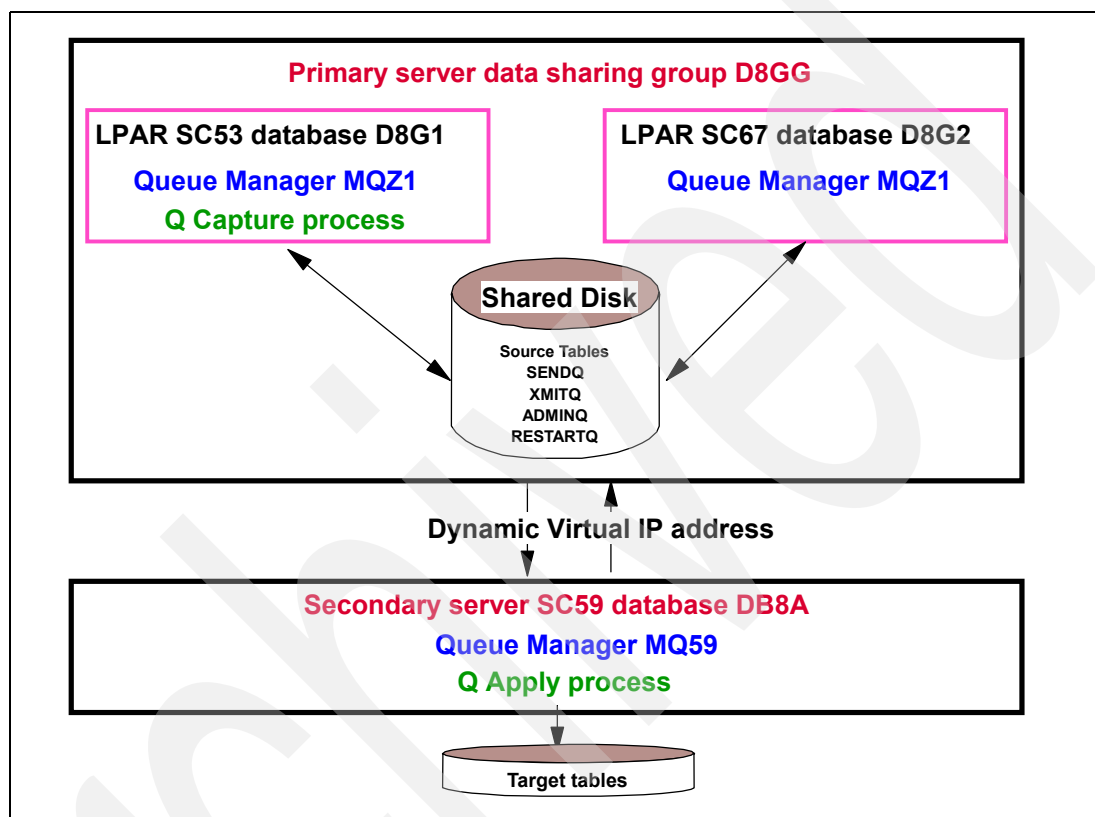 Primary server data sharing group D8GG
LPAR SC53 database D8G1
Queue Manager MQZ1
Q Capture process
LPAR SC67 database D8G2
Queue Manager MQZ1
Shared Disk
Source Tables
SENDQ
XMITQ
ADMINQ
RESTARTQ
Dynamic Virtual IP address
Secondary server SC59 database DB8A
Queue Manager MQ59
Q Apply process
Target tables